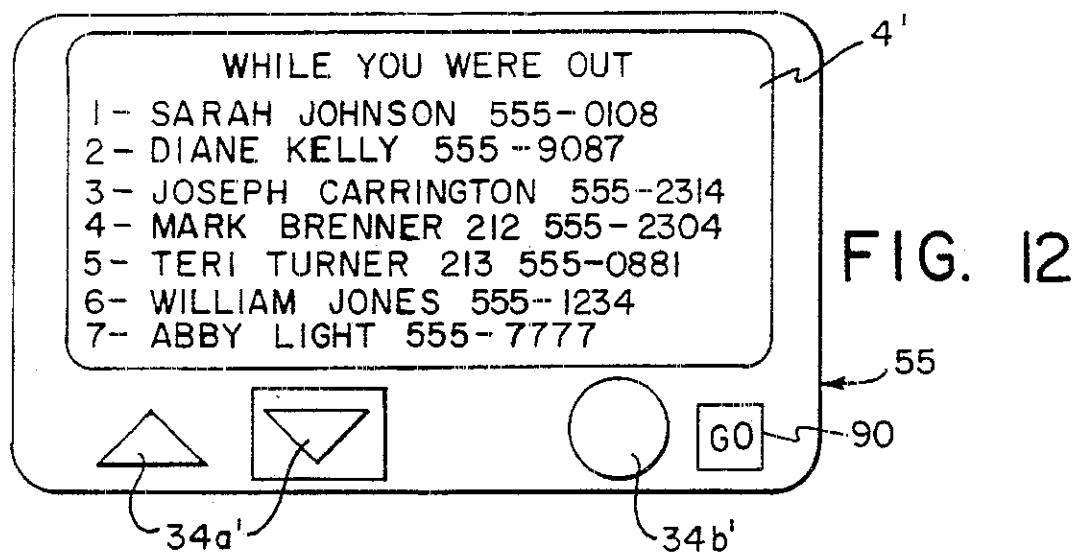 4'
WHILE YOU WERE OUT
1- SARAH JOHNSON 555-0108
2- DIANE KELLY 555-9087
3- JOSEPH CARRINGTON 555-2314
4- MARK BRENNER 212 555-2304
5- TERI TURNER 213 555-0881
6- WILLIAM JONES 555-1234
7- ABBY LIGHT 555-7777
FIG. 12
55
GO
90
34a'
34b'